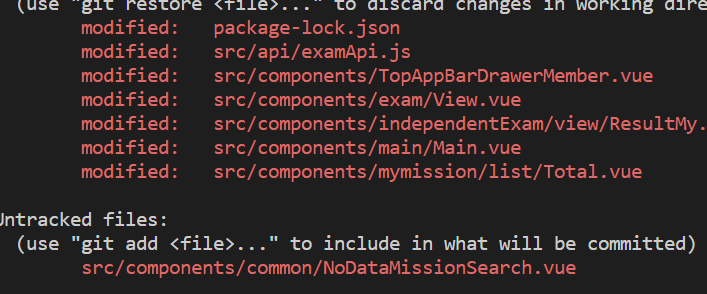 (use "git restore <file>..." to discard changes in working dire
modified: package-lock.json
modified: src/api/examApi.js
modified: src/components/TopAppBarDrawerMember.vue
modified: src/components/exam/View.vue
modified: src/components/independentExam/view/ResultMy.
modified: src/components/main/Main.vue
modified: src/components/mymission/list/Total.vue
Untracked files:
(use "git add <file>..." to include in what will be committed)
src/components/common/NoDataMissionSearch.vue